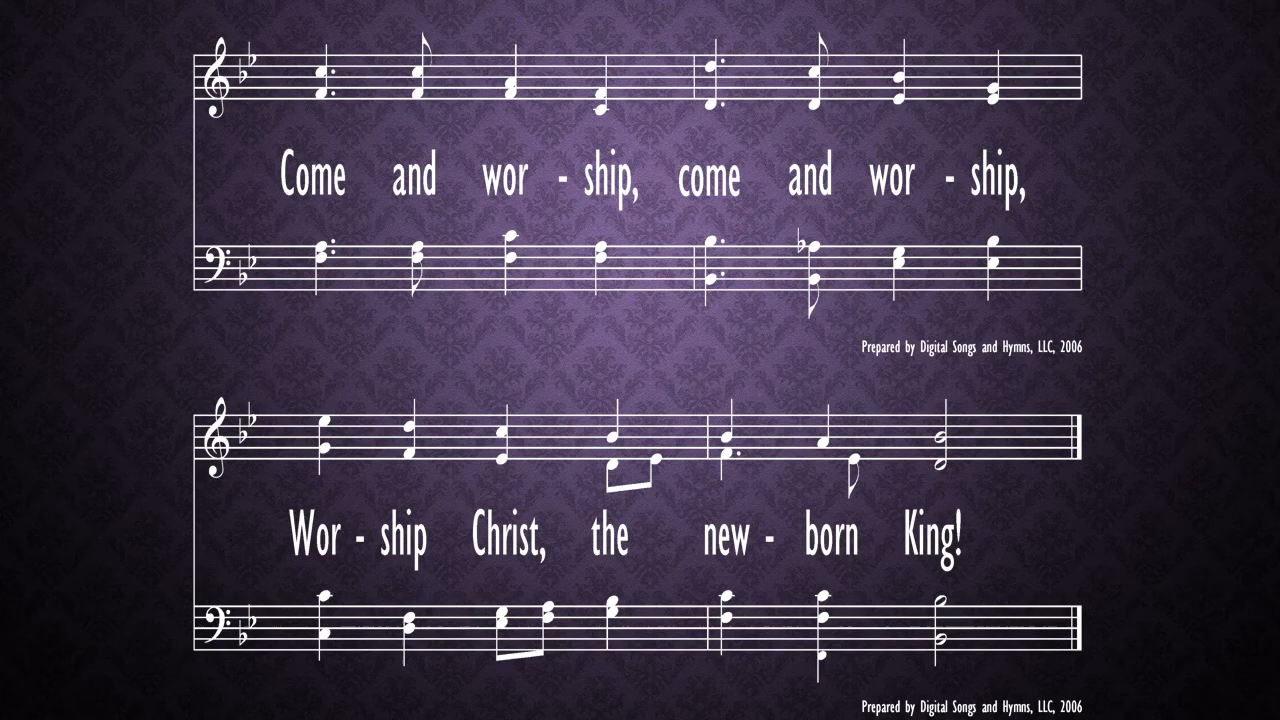 Come and wor - ship, come and wor - ship,
Prepared by Digital Songs and Hymns, LLC, 2006
Wor - ship Christ, the new - born King!
Prepared by Digital Songs and Hymns, LLC, 2006